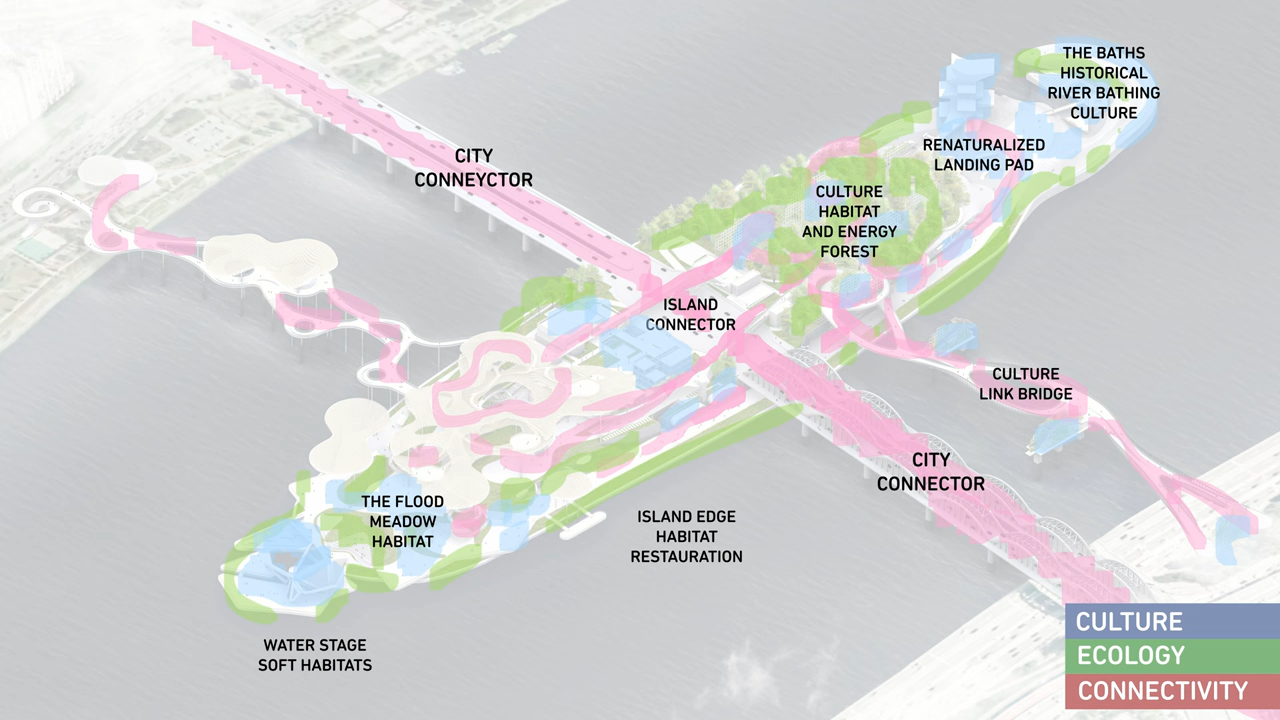 THE BATHS
HISTORICAL
RIVER BATHING
CULTURE
RENATURALIZED
LANDING PAD
CITY
CONNEYCTOR
CULTURE
HABITAT
AND ENERGY
FOREST
ISLAND
CONNECTOR
CULTURE
LINK BRIDGE
CITY
CONNECTOR
THE FLOOD
MEADOW
HABITAT
ISLAND EDGE
HABITAT
RESTAURATION
WATER STAGE
SOFT HABITATS
CULTURE
ECOLOGY
CONNECTIVITY